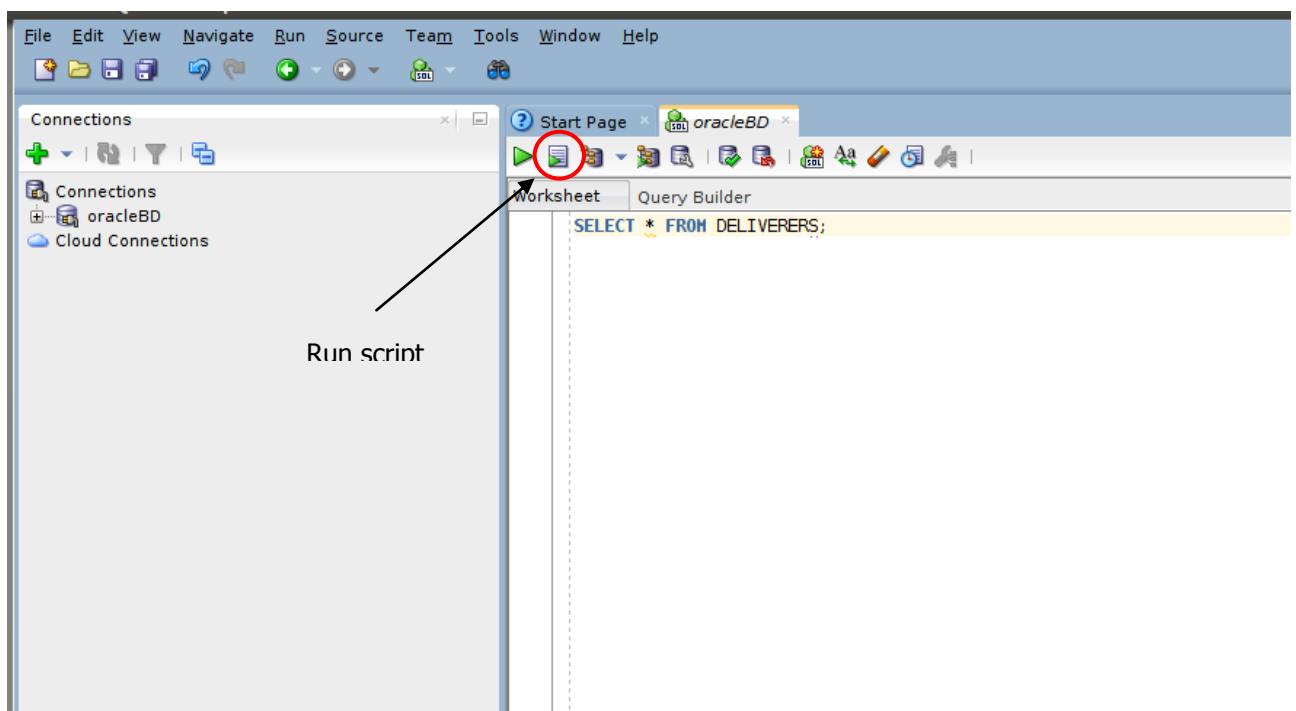 File Edit View Navigate Run Source Team Tools Window Help
Connections
Start Page
oracleBD
Worksheet
Query Builder
Connections
oracleBD
Cloud Connections
SELECT * FROM DELIVERERS;
Run script